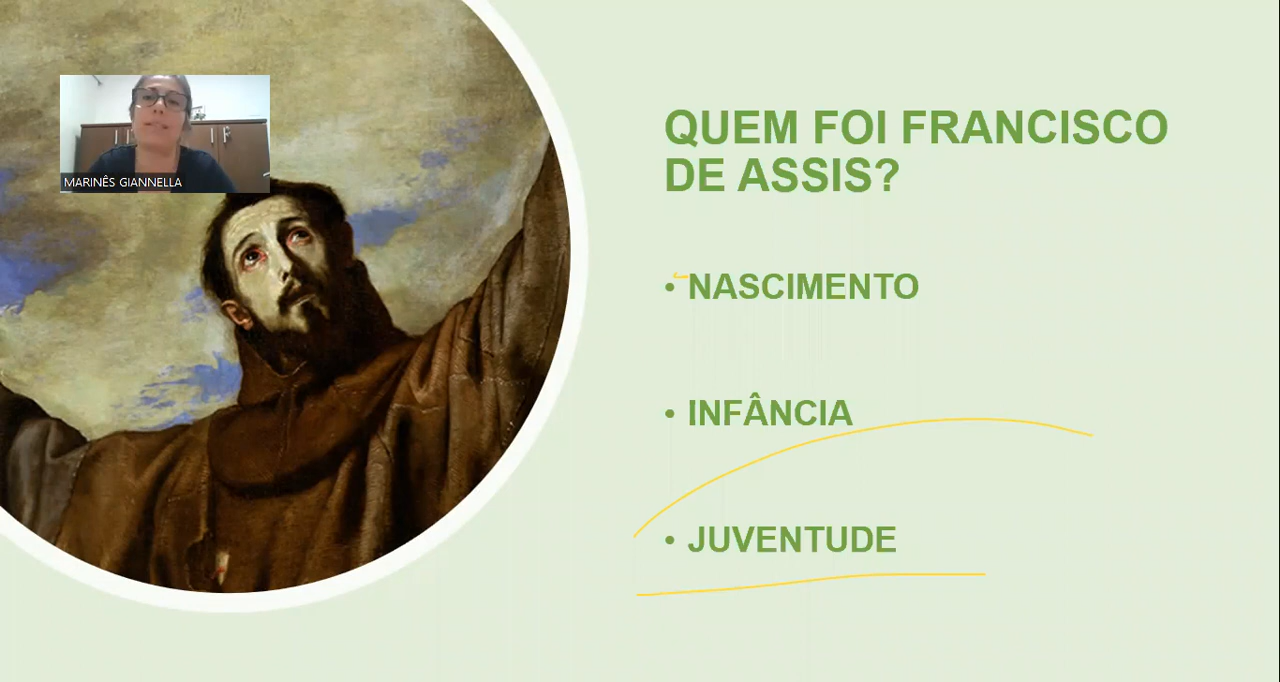 MARINÊS GIANNELLA
QUEM FOI FRANCISCO
DE ASSIS?
• NASCIMENTO
• INFÂNCIA
• JUVENTUDE